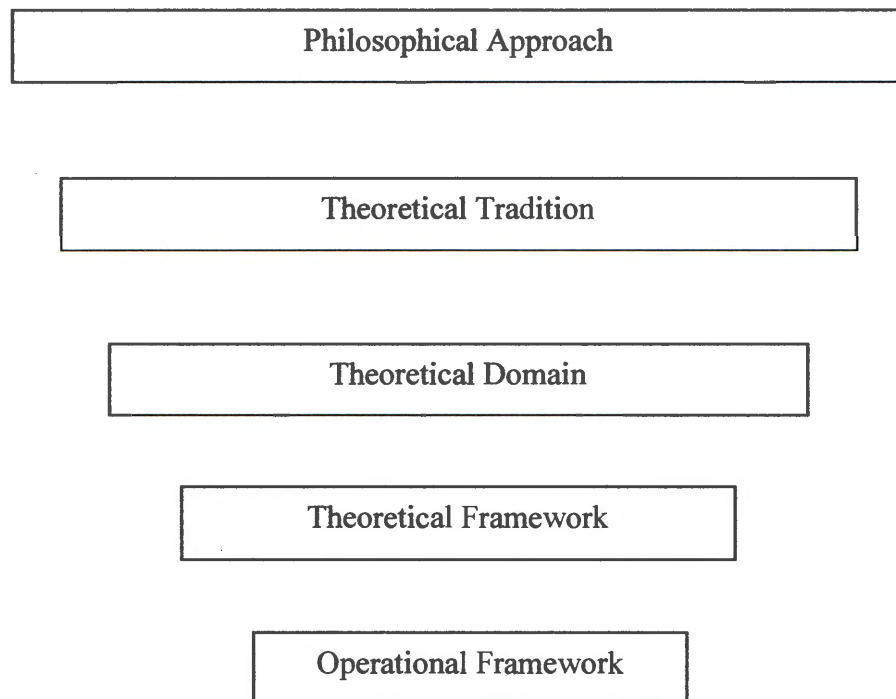 Philosophical Approach
Theoretical Tradition
Theoretical Domain
Theoretical Framework
Operational Framework